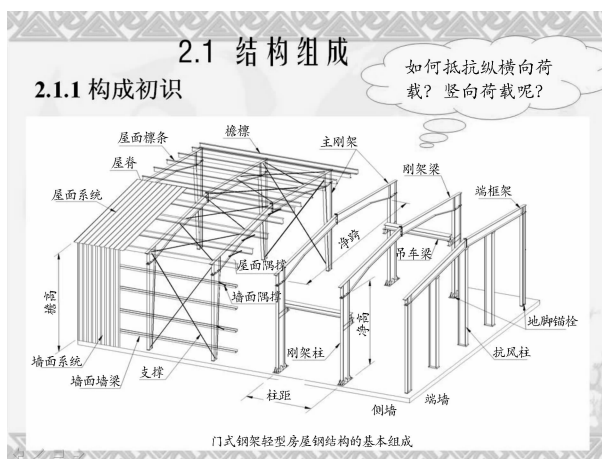 2.1 结构组成
如何抵抗纵横向荷
载？竖向荷载呢？
2.1.1 构成初识
屋面檩条
檐檩
主刚架
屋脊
刚架梁
屋面系统
端框架
净跨
吊车梁
屋面隅撑
墙面隅撑
檐高
净高
地脚锚栓
墙面系统
墙面墙梁
支撑
刚架柱
抗风柱
柱距
侧墙
端墙
门式钢架轻型房屋钢结构的基本组成